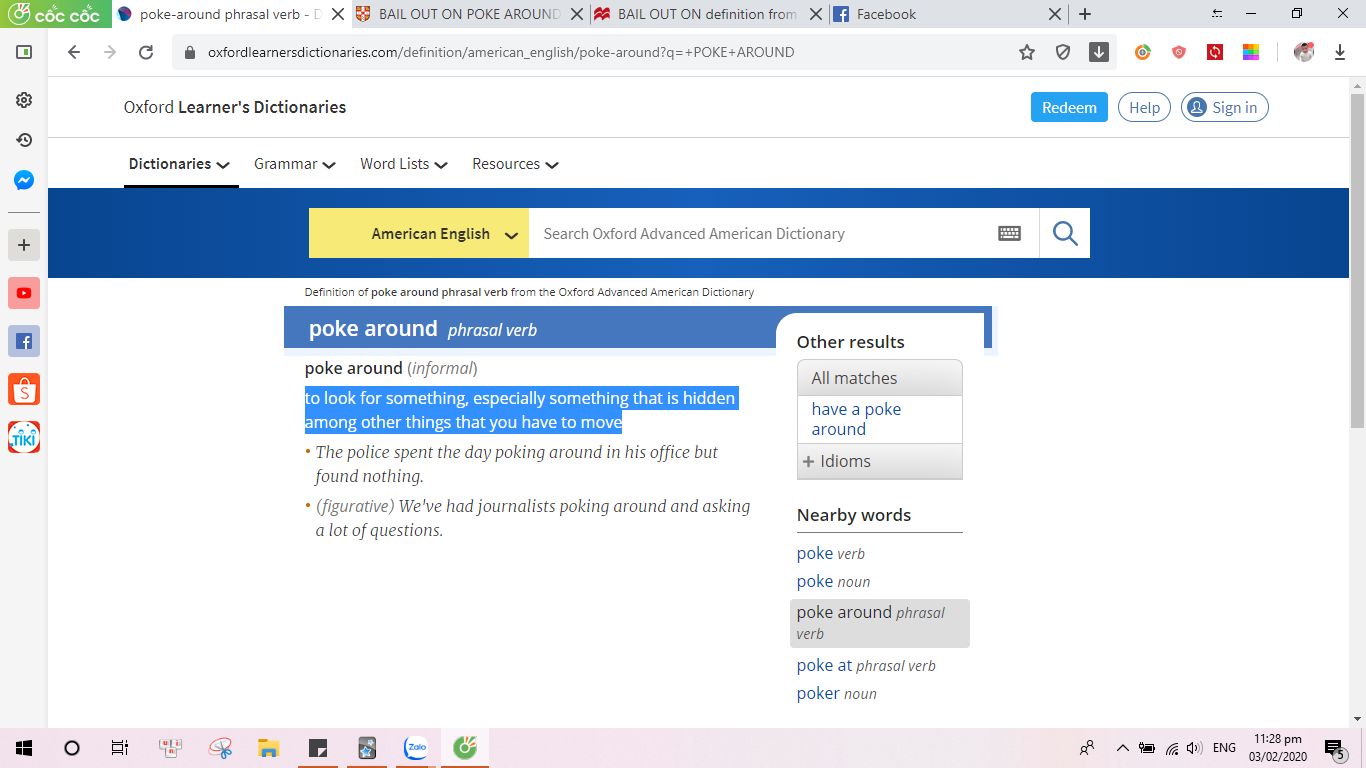 CỐC CỐC
poke-around phrasal verb - D
BAIL OUT ON POKE AROUND
BAIL OUT ON definition from
Facebook
oxfordlearnersdictionaries.com/definition/american_english/poke-around?q=+POKE+AROUND
Oxford Learner's Dictionaries
Redeem
Help
Sign in
Dictionaries
Grammar
Word Lists
Resources
American English
Search Oxford Advanced American Dictionary
Definition of poke around phrasal verb from the Oxford Advanced American Dictionary
poke around phrasal verb
poke around (informal)
to look for something, especially something that is hidden
among other things that you have to move
• The police spent the day poking around in his office but
found nothing.
• (figurative) We've had journalists poking around and asking
a lot of questions.
Other results
All matches
have a poke
around
+ Idioms
Nearby words
poke verb
poke noun
poke around phrasal
verb
poke at phrasal verb
poker noun
TIKI
Zalo
ENG
11:28 pm
03/02/2020
5